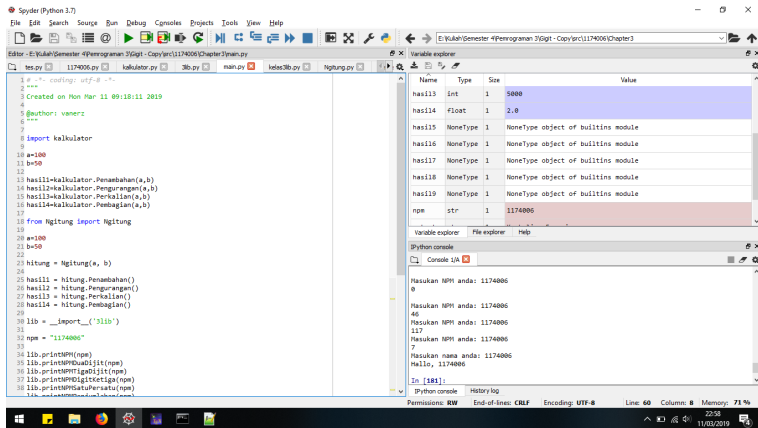 Spyder (Python 3.7)
File Edit Search Source Run Debug Consoles Projects Tools View Help
E:\Kuliah\Semester 4\Pemrograman 3\Gigit - Copy\src\1174006\Chapter3
Editor - E:\Kuliah\Semester 4\Pemrograman 3\Gigit - Copy\src\1174006\Chapter3\main.py
tes.py 1174006.py kalkulator.py 3lib.py main.py kelas3lib.py Ngitung.py
1 # -*- coding: utf-8 -*-
2 """
3 Created on Mon Mar 11 09:18:11 2019
4
5 @author: vanerz
6 """
7
8 import kalkulator
9
10 a=100
11 b=50
12
13 hasil1=kalkulator.Penambahan(a,b)
14 hasil2=kalkulator.Pengurangan(a,b)
15 hasil3=kalkulator.Perkalian(a,b)
16 hasil4=kalkulator.Pembagian(a,b)
17
18 from Ngitung import Ngitung
19
20 a=100
21 b=50
22
23 hitung = Ngitung(a, b)
24
25 hasil1 = hitung.Penambahan()
26 hasil2 = hitung.Pengurangan()
27 hasil3 = hitung.Perkalian()
28 hasil4 = hitung.Pembagian()
29
30 lib = __import__('3lib')
31
32 npm = "1174006"
33
34 lib.printNPM(npm)
35 lib.printNPMDuaDijit(npm)
36 lib.printNPMTigaDijit(npm)
37 lib.printNPMDigitKetiga(npm)
38 lib.printNPMSatuPersatu(npm)
Variable explorer
Name Type Size Value
hasil3 int 1 5000
hasil4 float 1 2.0
hasil5 NoneType 1 NoneType object of builtins module
hasil6 NoneType 1 NoneType object of builtins module
hasil7 NoneType 1 NoneType object of builtins module
hasil8 NoneType 1 NoneType object of builtins module
hasil9 NoneType 1 NoneType object of builtins module
npm str 1 1174006
Variable explorer File explorer Help
IPython console
Console 1/A
Masukan NPM anda: 1174006
0
Masukan NPM anda: 1174006
46
Masukan NPM anda: 1174006
117
Masukan NPM anda: 1174006
7
Masukan nama anda: 1174006
Hallo, 1174006
In [181]:
IPython console History log
Permissions: RW End-of-lines: CRLF Encoding: UTF-8 Line: 60 Column: 8 Memory: 71 %
22:58
11/03/2019
4